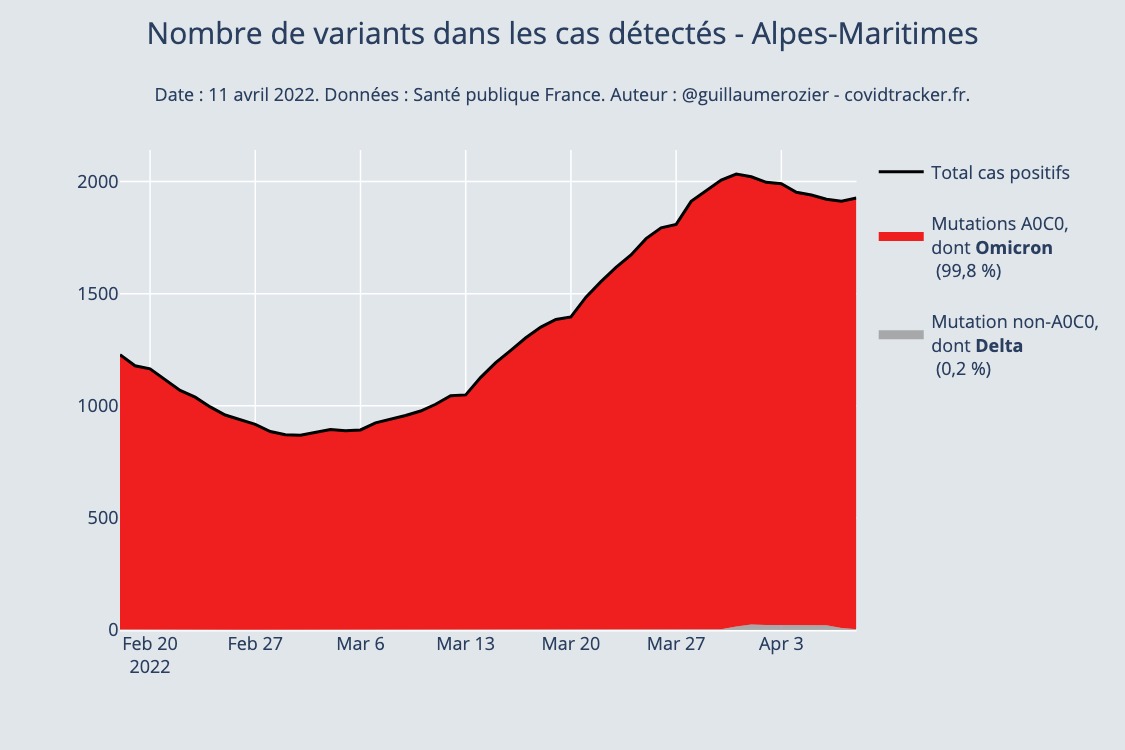 Nombre de variants dans les cas détectés - Alpes-Maritimes
Date : 11 avril 2022. Données : Santé publique France. Auteur : @guillaumerozier - covidtracker.fr.
2000
1500
1000
500
0
Feb 20
2022
Feb 27
Mar 6
Mar 13
Mar 20
Mar 27
Apr 3
Total cas positifs
Mutations A0C0,
dont Omicron
(99,8 %)
Mutation non-A0C0,
dont Delta
(0,2 %)